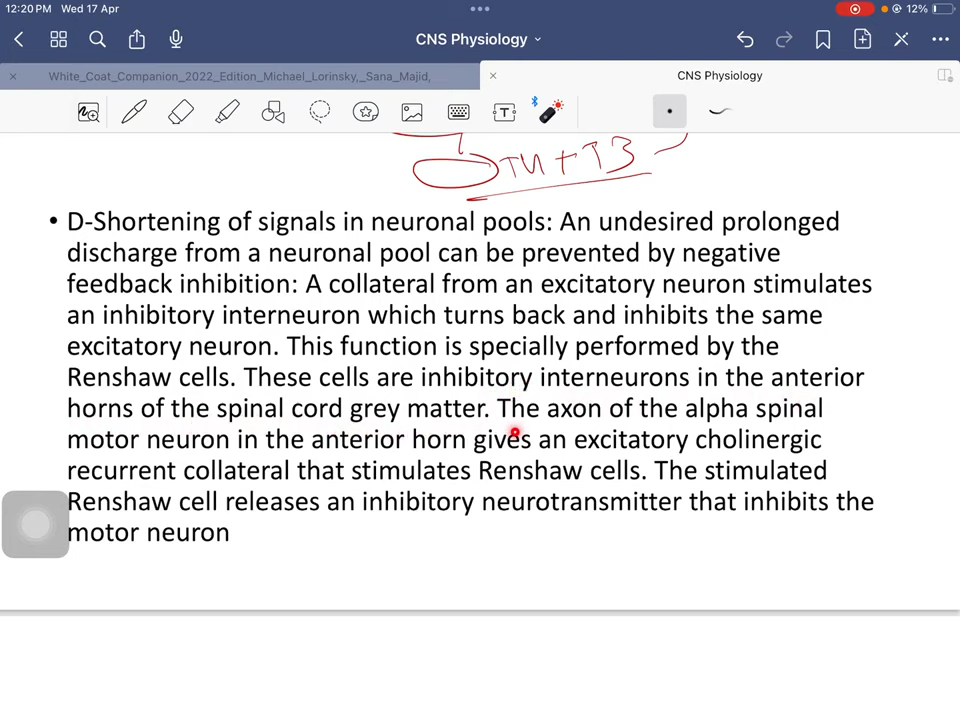 12:20 PM Wed 17 Apr
12%
CNS Physiology
White_Coat_Companion_2022_Edition_Michael_Lorinsky,_Sana_Majid,
CNS Physiology
• D-Shortening of signals in neuronal pools: An undesired prolonged
discharge from a neuronal pool can be prevented by negative
feedback inhibition: A collateral from an excitatory neuron stimulates
an inhibitory interneuron which turns back and inhibits the same
excitatory neuron. This function is specially performed by the
Renshaw cells. These cells are inhibitory interneurons in the anterior
horns of the spinal cord grey matter. The axon of the alpha spinal
motor neuron in the anterior horn gives an excitatory cholinergic
recurrent collateral that stimulates Renshaw cells. The stimulated
Renshaw cell releases an inhibitory neurotransmitter that inhibits the
motor neuron